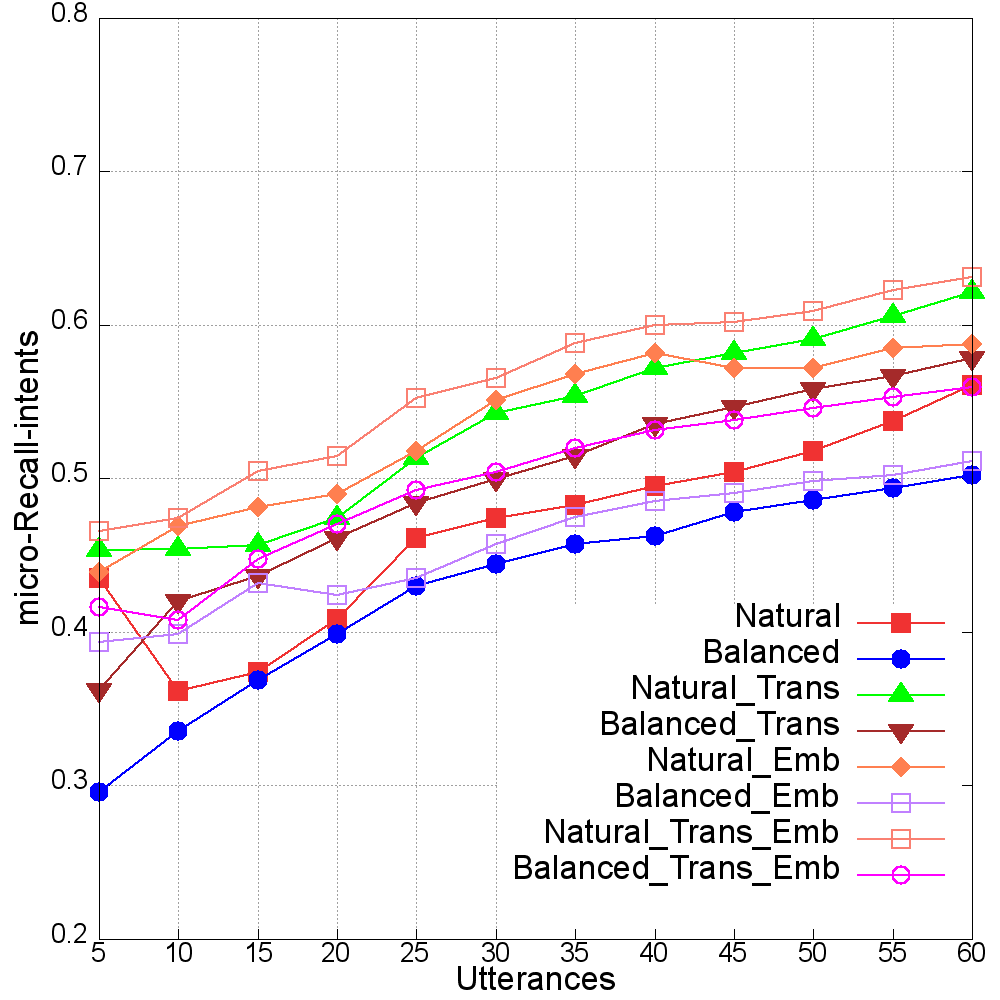 0.8
0.7
0.6
0.5
0.4
0.3
0.2
micro-Recall-intents
Natural
Balanced
Natural_Trans
Balanced_Trans
Natural_Emb
Balanced_Emb
Natural_Trans_Emb
Balanced_Trans_Emb
5 10 15 20 25 30 35 40 45 50 55 60
Utterances